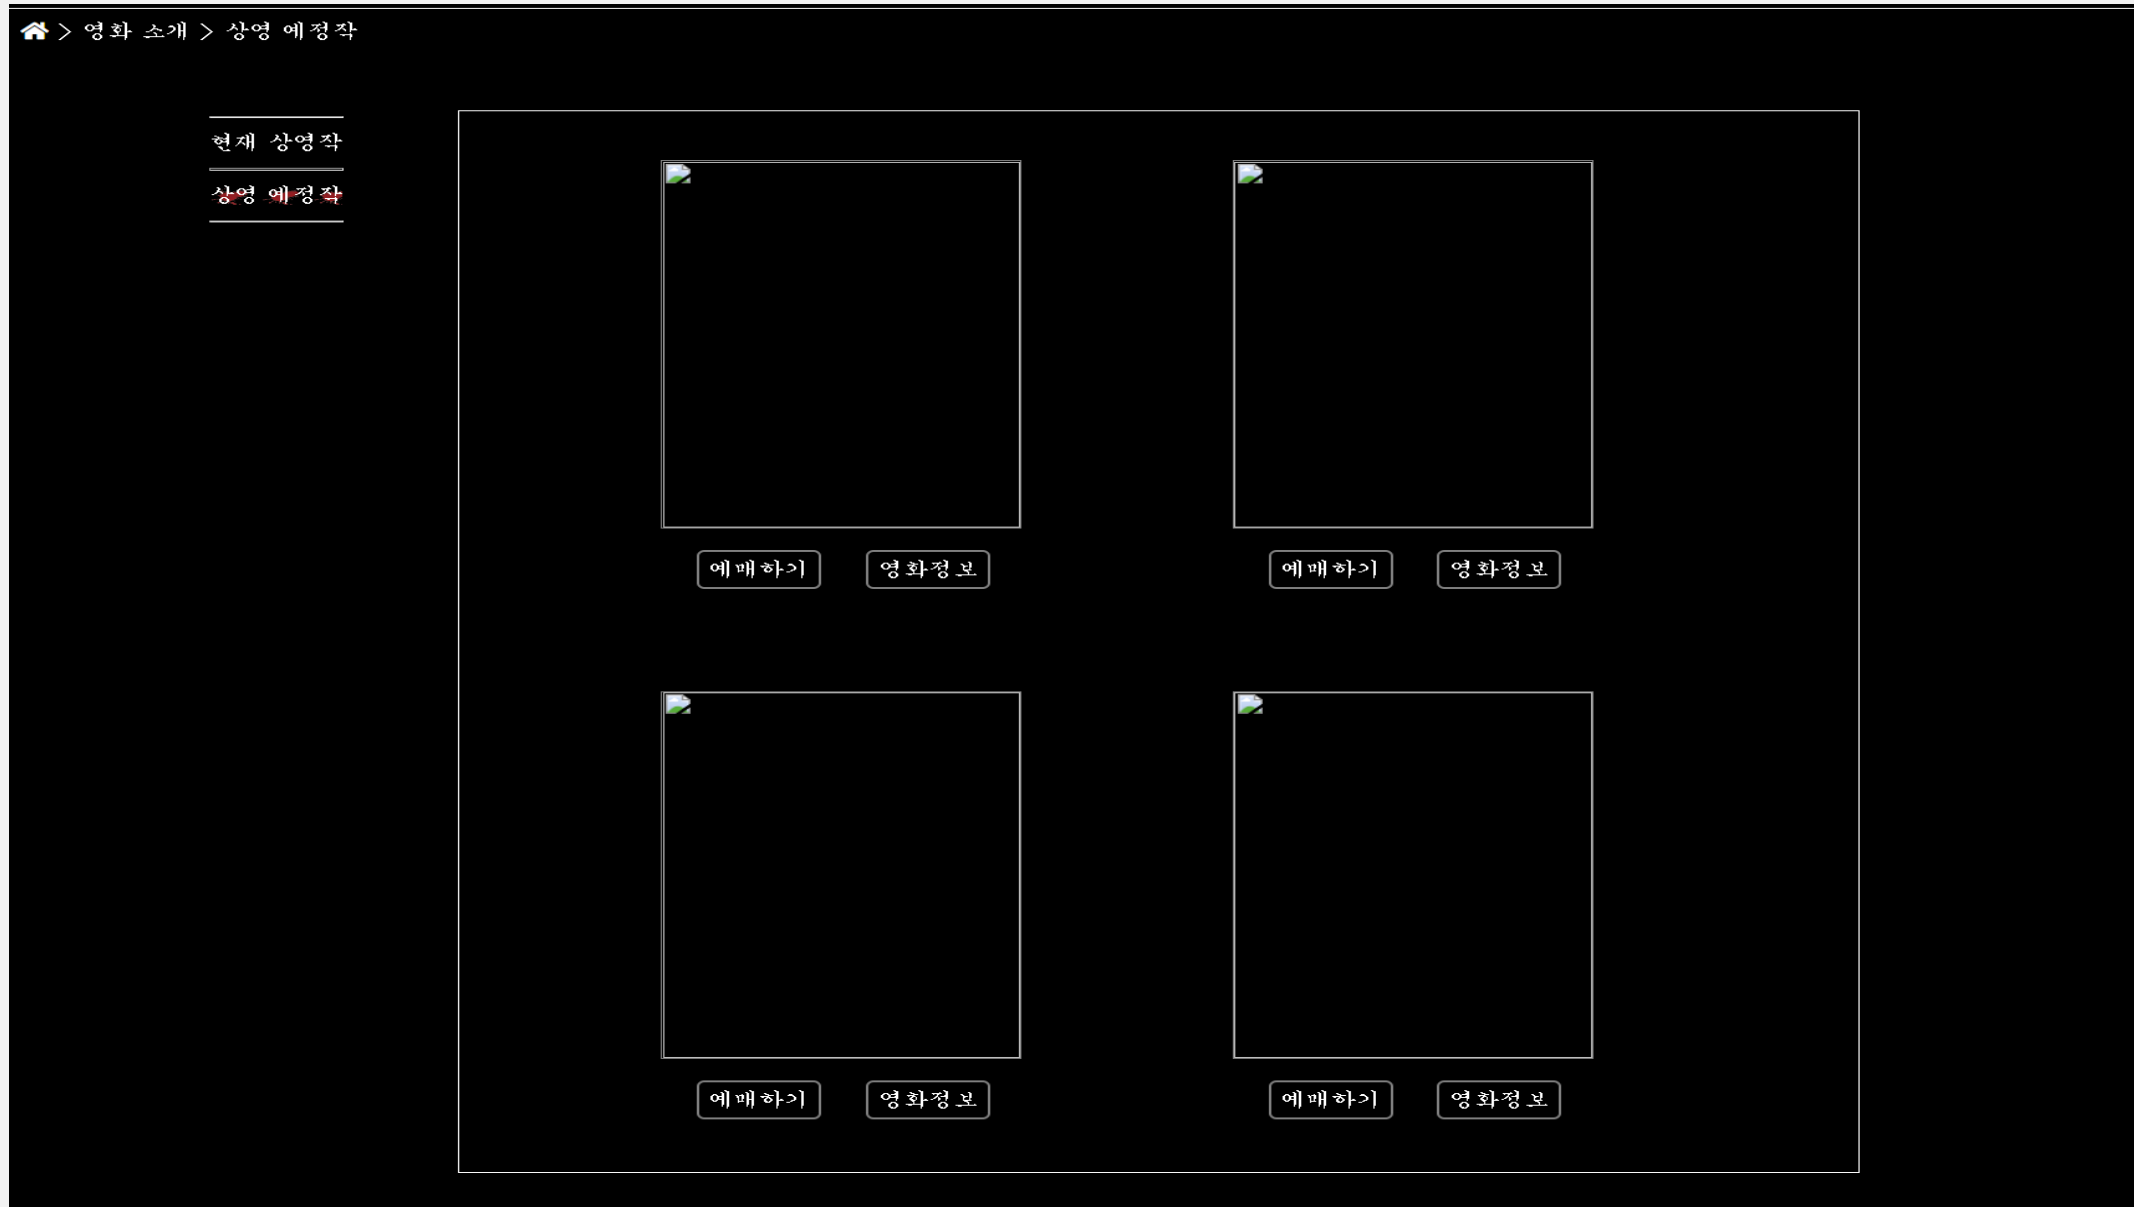 > 영화 소개 > 상영 예정작
현재 상영작
상영 예정작
예매하기 영화정보 예매하기 영화정보
예매하기 영화정보 예매하기 영화정보